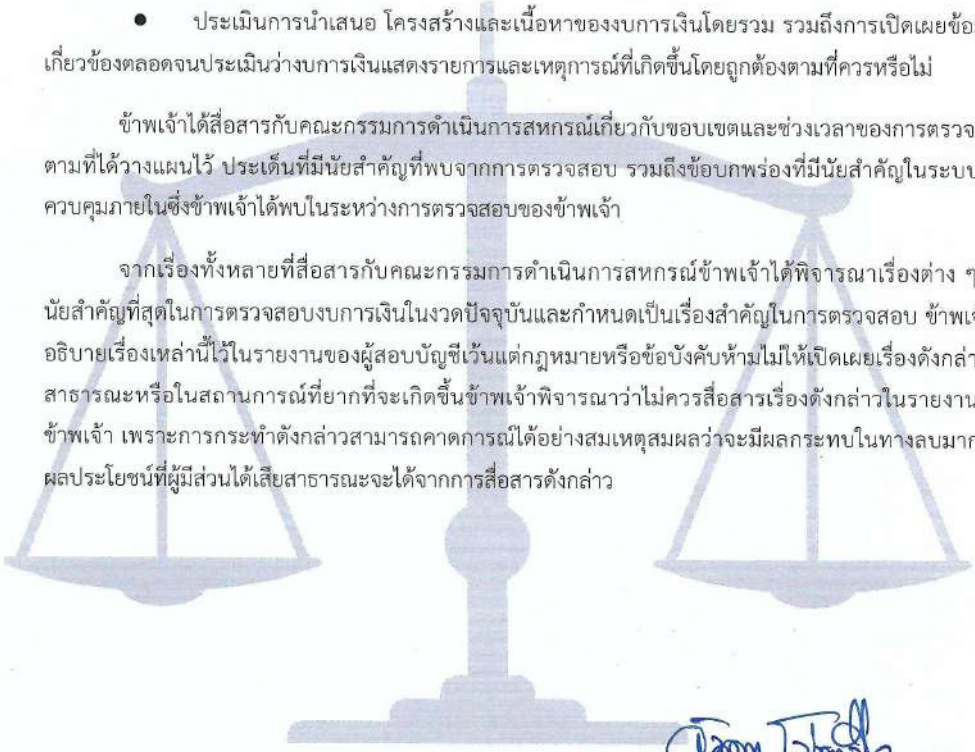 ● ประเมินการนำเสนอ โครงสร้างและเนื้อหาของงบการเงินโดยรวม รวมถึงการเปิดเผยข้อ
เกี่ยวข้องตลอดจนประเมินว่างบการเงินแสดงรายการและเหตุการณ์ที่เกิดขึ้นโดยถูกต้องตามที่ควรหรือไม่
ข้าพเจ้าได้สื่อสารกับคณะกรรมการดำเนินการสหกรณ์เกี่ยวกับขอบเขตและช่วงเวลาของการตรวจ
ตามที่ได้วางแผนไว้ ประเด็นที่มีนัยสำคัญที่พบจากการตรวจสอบ รวมถึงข้อบกพร่องที่มีนัยสำคัญในระบบ
ควบคุมภายในซึ่งข้าพเจ้าได้พบในระหว่างการตรวจสอบของข้าพเจ้า
จากเรื่องทั้งหลายที่สื่อสารกับคณะกรรมการดำเนินการสหกรณ์ข้าพเจ้าได้พิจารณาเรื่องต่าง ๆ
นัยสำคัญที่สุดในการตรวจสอบงบการเงินในงวดปัจจุบันและกำหนดเป็นเรื่องสำคัญในการตรวจสอบ ข้าพเจ้
อธิบายเรื่องเหล่านี้ไว้ในรายงานของผู้สอบบัญชีเว้นแต่กฎหมายหรือข้อบังคับห้ามไม่ให้เปิดเผยเรื่องดังกล่า
สาธารณะหรือในสถานการณ์ที่ยากที่จะเกิดขึ้นข้าพเจ้าพิจารณาว่าไม่ควรสื่อสารเรื่องดังกล่าวในรายงาน
ข้าพเจ้า เพราะการกระทำดังกล่าวสามารถคาดการณ์ได้อย่างสมเหตุสมผลว่าจะมีผลกระทบในทางลบมาก
ผลประโยชน์ที่ผู้มีส่วนได้เสียสาธารณะจะได้จากการสื่อสารดังกล่าว